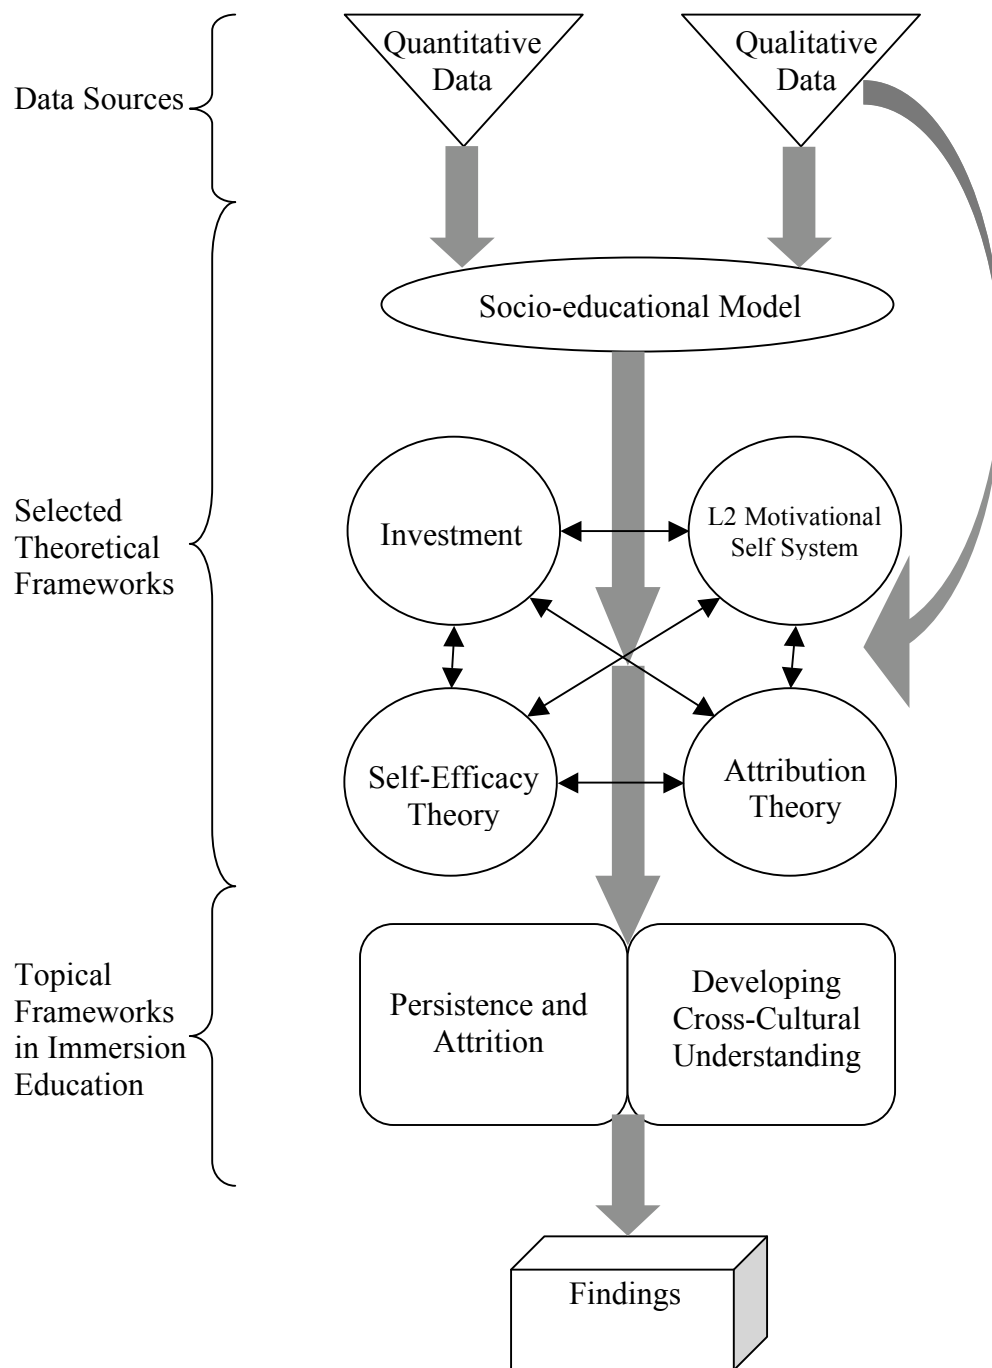 Quantitative
Data
Qualitative
Data
Data Sources
Socio-educational Model
Selected
Theoretical
Frameworks
Investment
L2 Motivational
Self System
Self-Efficacy
Theory
Attribution
Theory
Topical
Frameworks
in Immersion
Education
Persistence and
Attrition
Developing
Cross-Cultural
Understanding
Findings